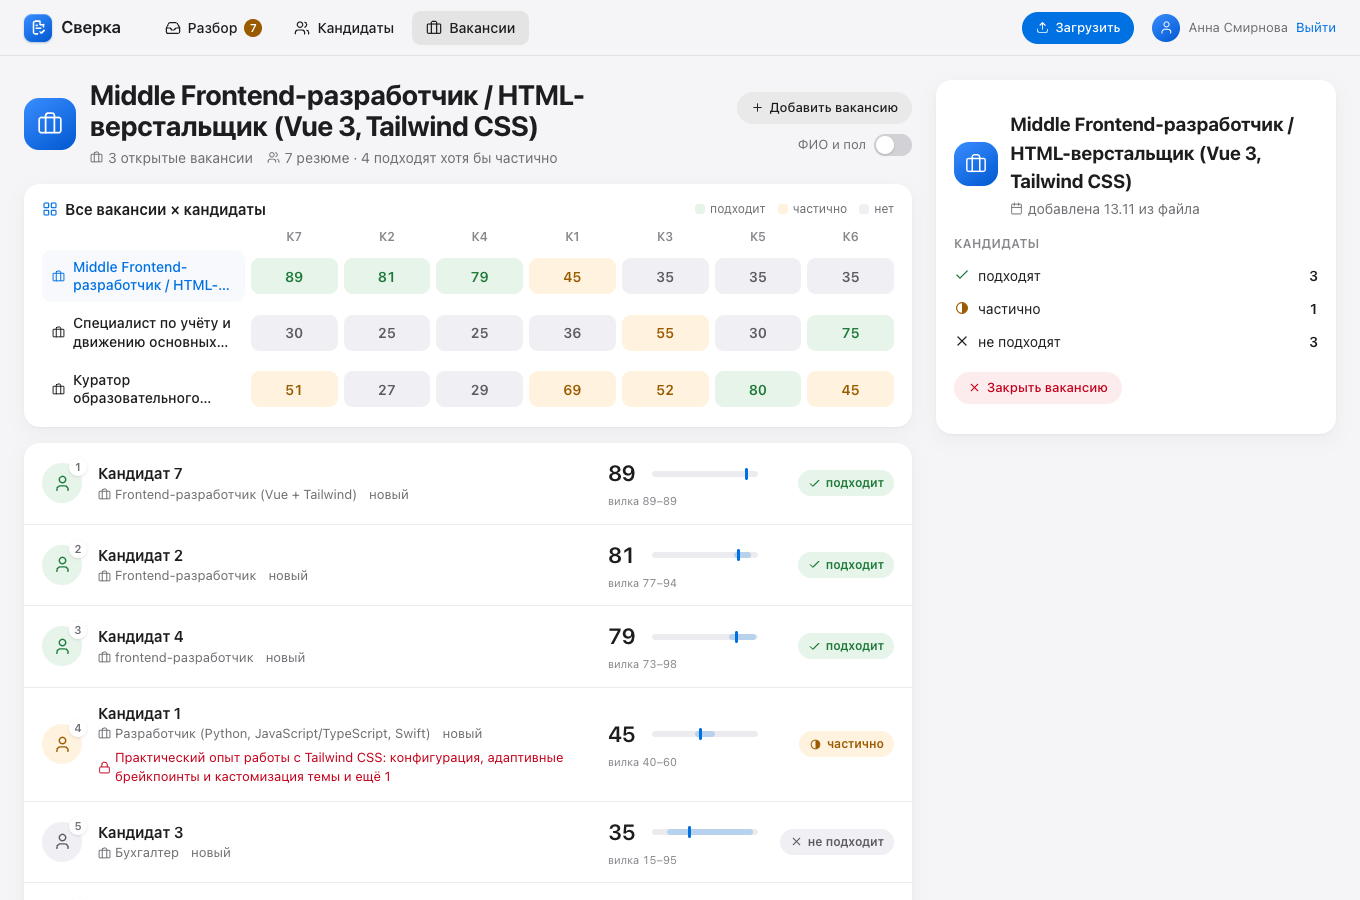 Сверка
Разбор 7
Кандидаты
Вакансии
Загрузить
Анна Смирнова Выйти
Middle Frontend-разработчик / HTML-
верстальщик (Vue 3, Tailwind CSS)
3 открытые вакансии 7 резюме · 4 подходят хотя бы частично
+ Добавить вакансию
ФИО и пол
Все вакансии × кандидаты
подходит частично нет
К7 К2 К4 К1 К3 К5 К6
Middle Frontend-
разработчик / HTML-...
89 81 79 45 35 35 35
Специалист по учёту и
движению основных...
30 25 25 36 55 30 75
Куратор
образовательного...
51 27 29 69 52 80 45
1
Кандидат 7
Frontend-разработчик (Vue + Tailwind) новый
89
вилка 89–89
подходит
2
Кандидат 2
Frontend-разработчик новый
81
вилка 77–94
подходит
3
Кандидат 4
frontend-разработчик новый
79
вилка 73–98
подходит
4
Кандидат 1
Разработчик (Python, JavaScript/TypeScript, Swift) новый
Практический опыт работы с Tailwind CSS: конфигурация, адаптивные
брейкпоинты и кастомизация темы и ещё 1
45
вилка 40–60
частично
5
Кандидат 3
Бухгалтер новый
35
вилка 15–95
не подходит
Middle Frontend-разработчик /
HTML-верстальщик (Vue 3,
Tailwind CSS)
добавлена 13.11 из файла
КАНДИДАТЫ
подходят 3
частично 1
не подходят 3
Закрыть вакансию